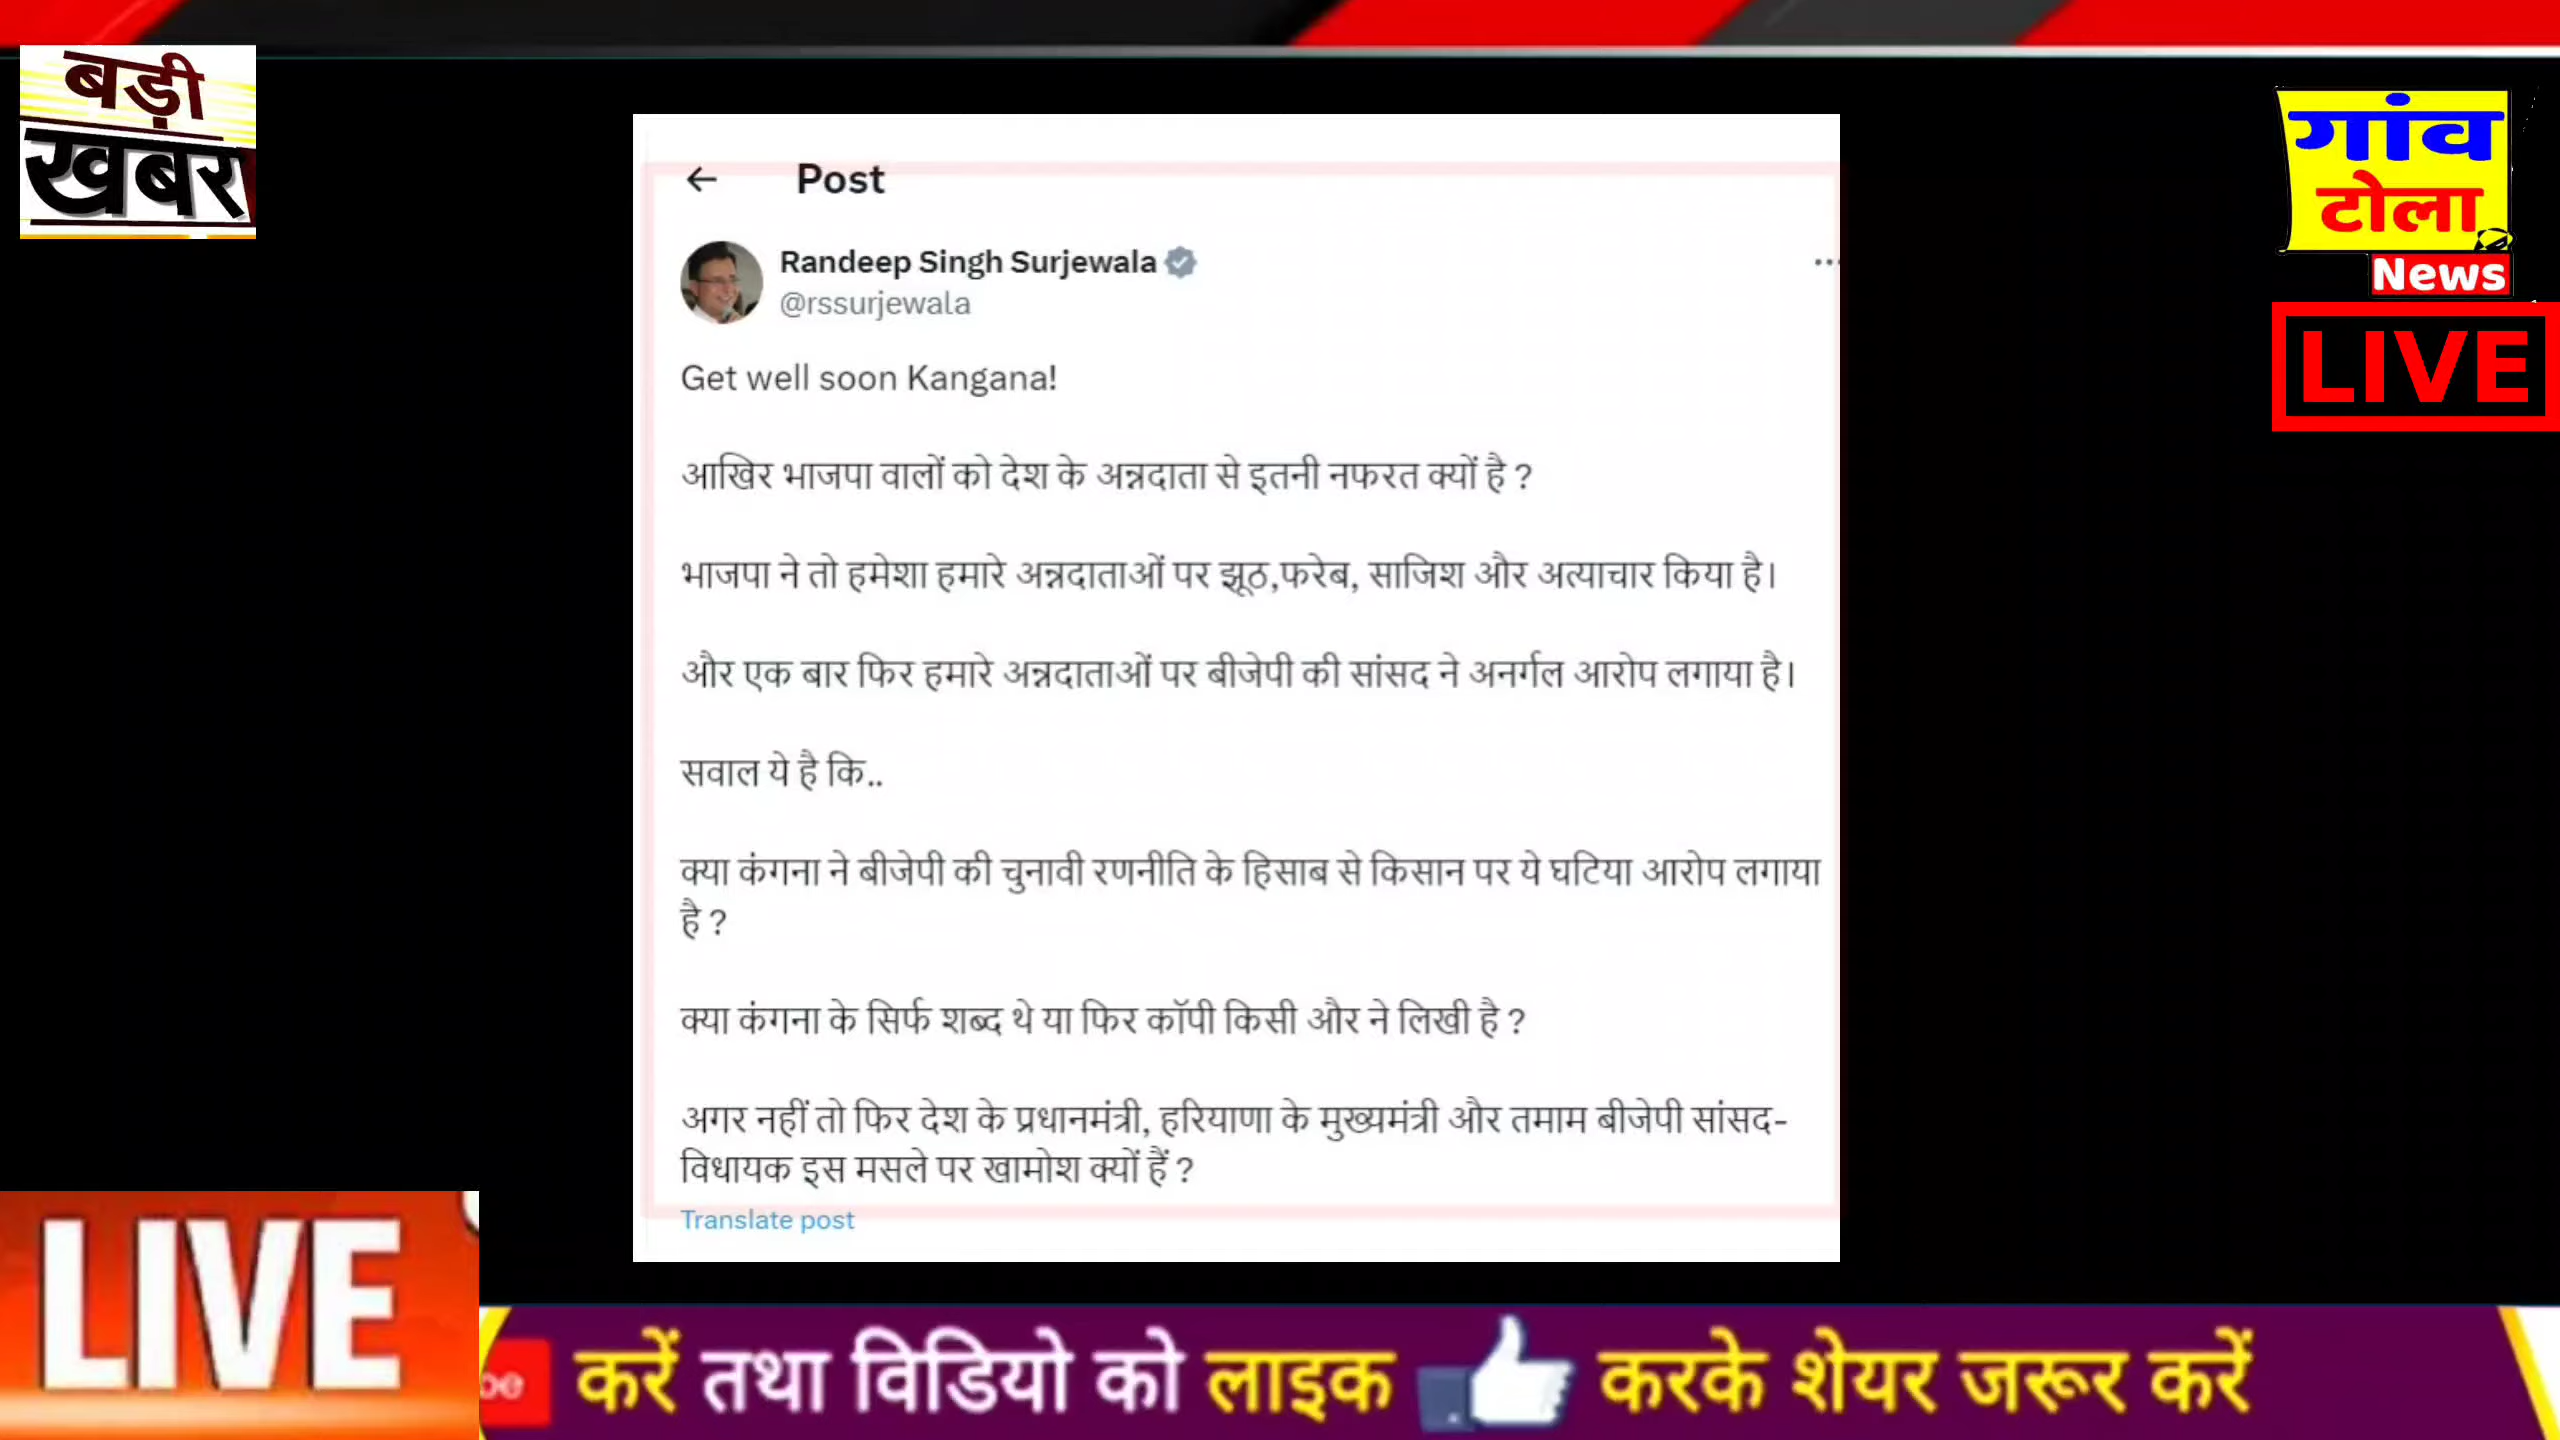 बड़ी
खबर
गांव
टोला
News
LIVE
Post
Randeep Singh Surjewala
@rssurjewala
Get well soon Kangana!
आखिर भाजपा वालों को देश के अन्नदाता से इतनी नफरत क्यों है ?
भाजपा ने तो हमेशा हमारे अन्नदाताओं पर झूठ,फरेब, साजिश और अत्याचार किया है।
और एक बार फिर हमारे अन्नदाताओं पर बीजेपी की सांसद ने अनर्गल आरोप लगाया है।
सवाल ये है कि..
क्या कंगना ने बीजेपी की चुनावी रणनीति के हिसाब से किसान पर ये घटिया आरोप लगाया
है ?
क्या कंगना के सिर्फ शब्द थे या फिर कॉपी किसी और ने लिखी है ?
अगर नहीं तो फिर देश के प्रधानमंत्री, हरियाणा के मुख्यमंत्री और तमाम बीजेपी सांसद-
विधायक इस मसले पर खामोश क्यों हैं ?
Translate post
LIVE
be करें तथा विडियो को लाइक करके शेयर जरूर करें